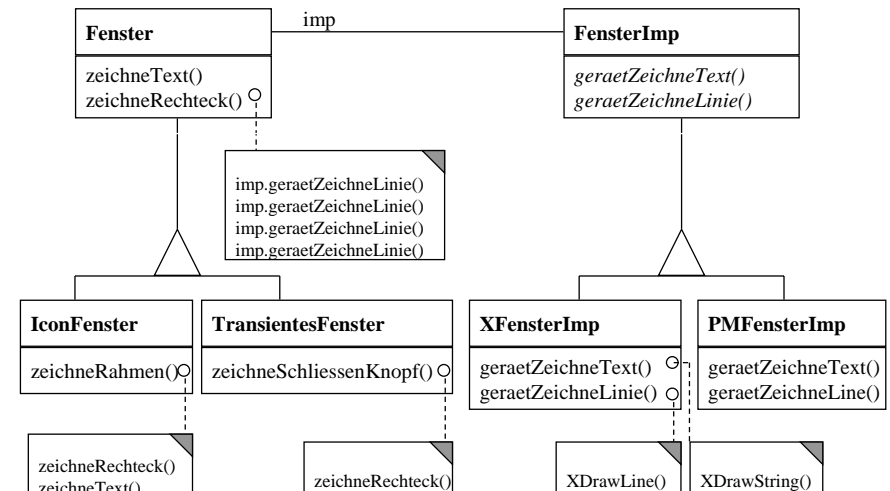 imp
Fenster
zeichneText()
zeichneRechteck()
FensterImp
geraetZeichneText()
geraetZeichneLinie()
imp.geraetZeichneLinie()
imp.geraetZeichneLinie()
imp.geraetZeichneLinie()
imp.geraetZeichneLinie()
IconFenster
zeichneRahmen()
TransientesFenster
zeichneSchliessenKnopf()
XFensterImp
geraetZeichneText()
geraetZeichneLinie()
PMFensterImp
geraetZeichneText()
geraetZeichneLine()
zeichneRechteck()
zeichneText()
zeichneRechteck()
XDrawLine()
XDrawString()